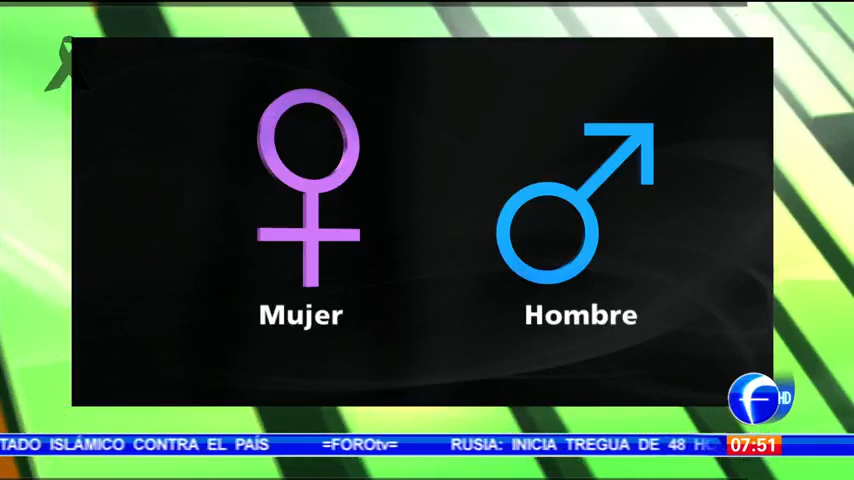 Mujer
Hombre
HD
TADO ISLÁMICO CONTRA EL PAÍS =FOROtv= RUSIA: INICIA TREGUA DE 48
07:51